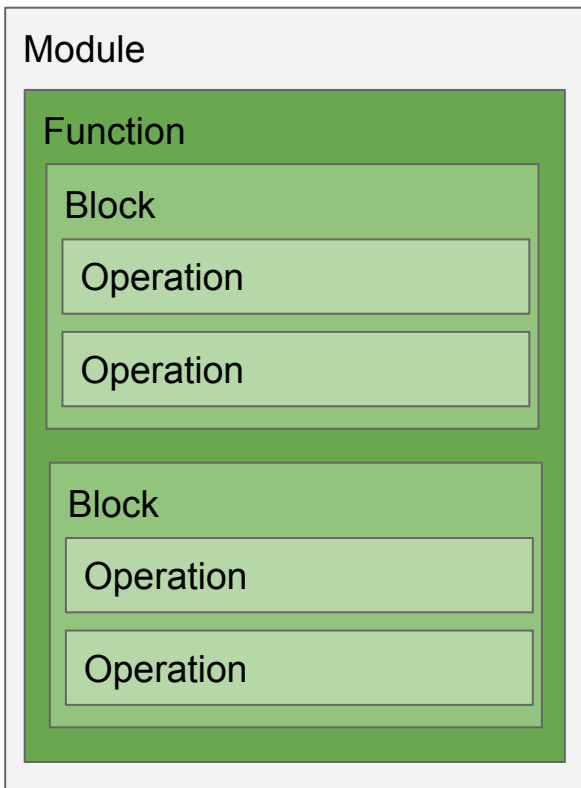 Module
Function
Block
Operation
Operation
Block
Operation
Operation